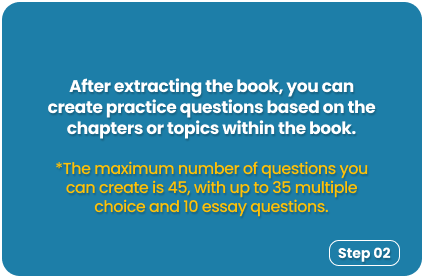 After extracting the book, you can
create practice questions based on the
chapters or topics within the book.
*The maximum number of questions you
can create is 45, with up to 35 multiple
choice and 10 essay questions.
Step 02